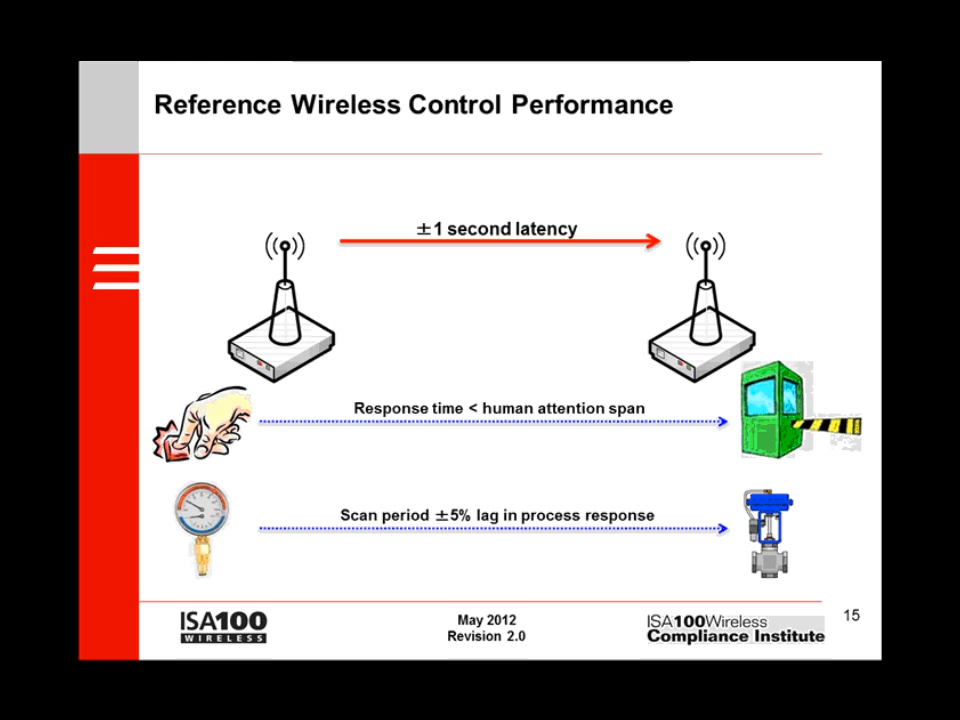 Reference Wireless Control Performance
±1 second latency
Response time < human attention span
Scan period ±5% lag in process response
ISA100
WIRELESS
May 2012
Revision 2.0
ISA100Wireless
Compliance Institute
15